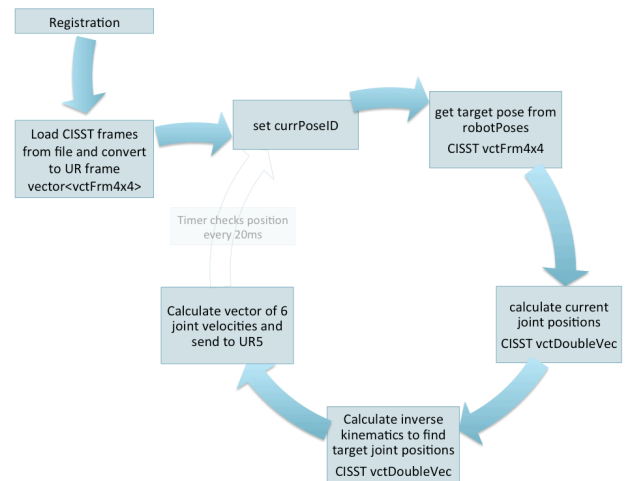 Registration
Load CISST frames
from file and convert
to UR frame
vector<vctFrm4x4>
set currPoseID
get target pose from
robotPoses
CISST vctFrm4x4
calculate current
joint positions
CISST vctDoubleVec
Calculate inverse
kinematics to find
target joint positions
CISST vctDoubleVec
Calculate vector of 6
joint velocities and
send to UR5
Timer checks position
every 20ms